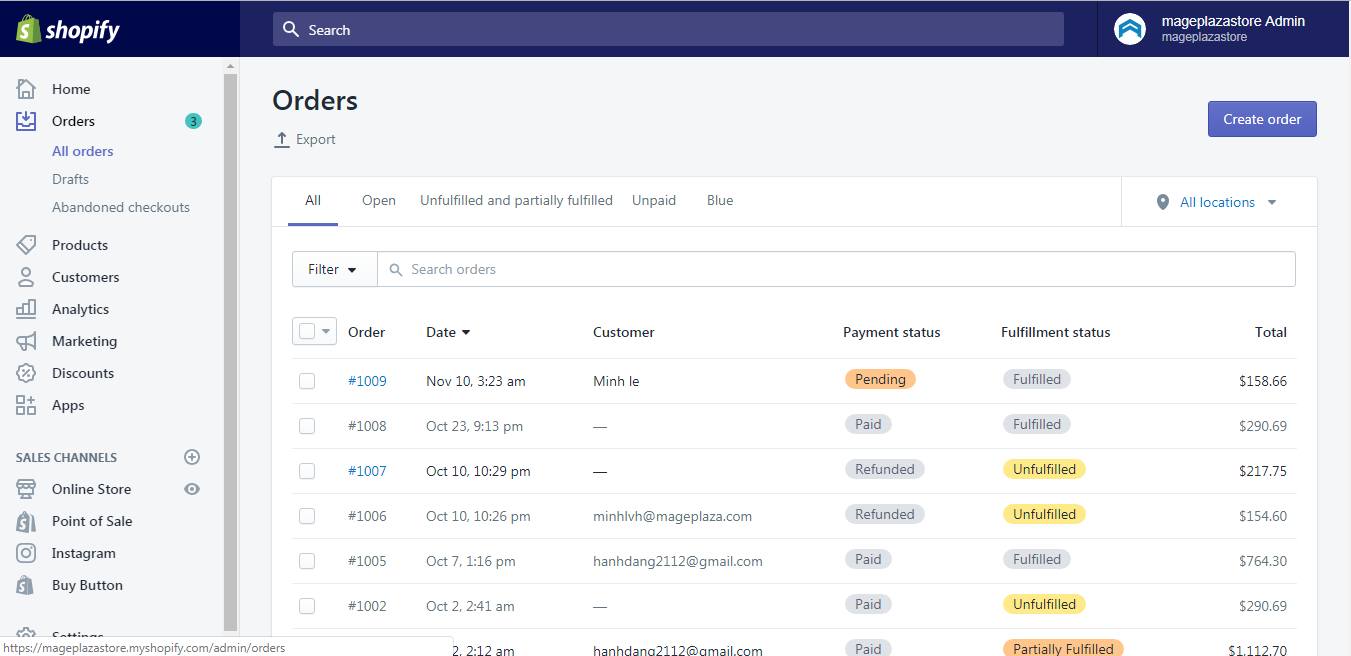 shopify
Search
mageplazastore Admin
mageplazastore
Home
Orders 3
All orders
Drafts
Abandoned checkouts
Products
Customers
Analytics
Marketing
Discounts
Apps
SALES CHANNELS
Online Store
Point of Sale
Instagram
Buy Button
Settings
https://mageplazastore.myshopify.com/admin/orders
Orders
Export
Create order
All Open Unfulfilled and partially fulfilled Unpaid Blue All locations
Filter Search orders
Order Date Customer Payment status Fulfillment status Total
#1009 Nov 10, 3:23 am Minh le Pending Fulfilled $158.66
#1008 Oct 23, 9:13 pm — Paid Fulfilled $290.69
#1007 Oct 10, 10:29 pm — Refunded Unfulfilled $217.75
#1006 Oct 10, 10:26 pm minhlvh@mageplaza.com Refunded Unfulfilled $154.60
#1005 Oct 7, 1:16 pm hanhdang2112@gmail.com Paid Fulfilled $764.30
#1002 Oct 2, 2:41 am — Paid Unfulfilled $290.69
2, 2:12 am hanhdang2112@gmail.com Paid Partially Fulfilled $1,112.70